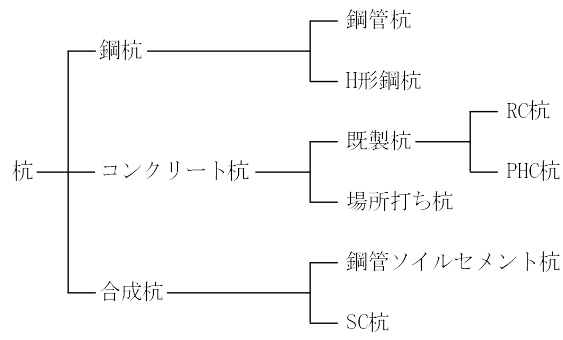 杭
鋼杭
鋼管杭
H形鋼杭
コンクリート杭
既製杭
RC杭
PHC杭
場所打ち杭
合成杭
鋼管ソイルセメント杭
SC杭